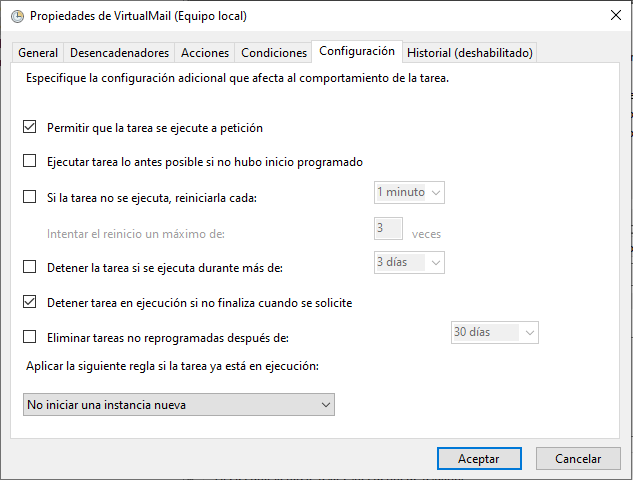 Propiedades de VirtualMail (Equipo local)
General Desencadenadores Acciones Condiciones Configuración Historial (deshabilitado)
Especifique la configuración adicional que afecta al comportamiento de la tarea.
Permitir que la tarea se ejecute a petición
Ejecutar tarea lo antes posible si no hubo inicio programado
Si la tarea no se ejecuta, reiniciarla cada: 1 minuto
Intentar el reinicio un máximo de: 3 veces
Detener la tarea si se ejecuta durante más de: 3 días
Detener tarea en ejecución si no finaliza cuando se solicite
Eliminar tareas no reprogramadas después de: 30 días
Aplicar la siguiente regla si la tarea ya está en ejecución:
No iniciar una instancia nueva
Aceptar Cancelar